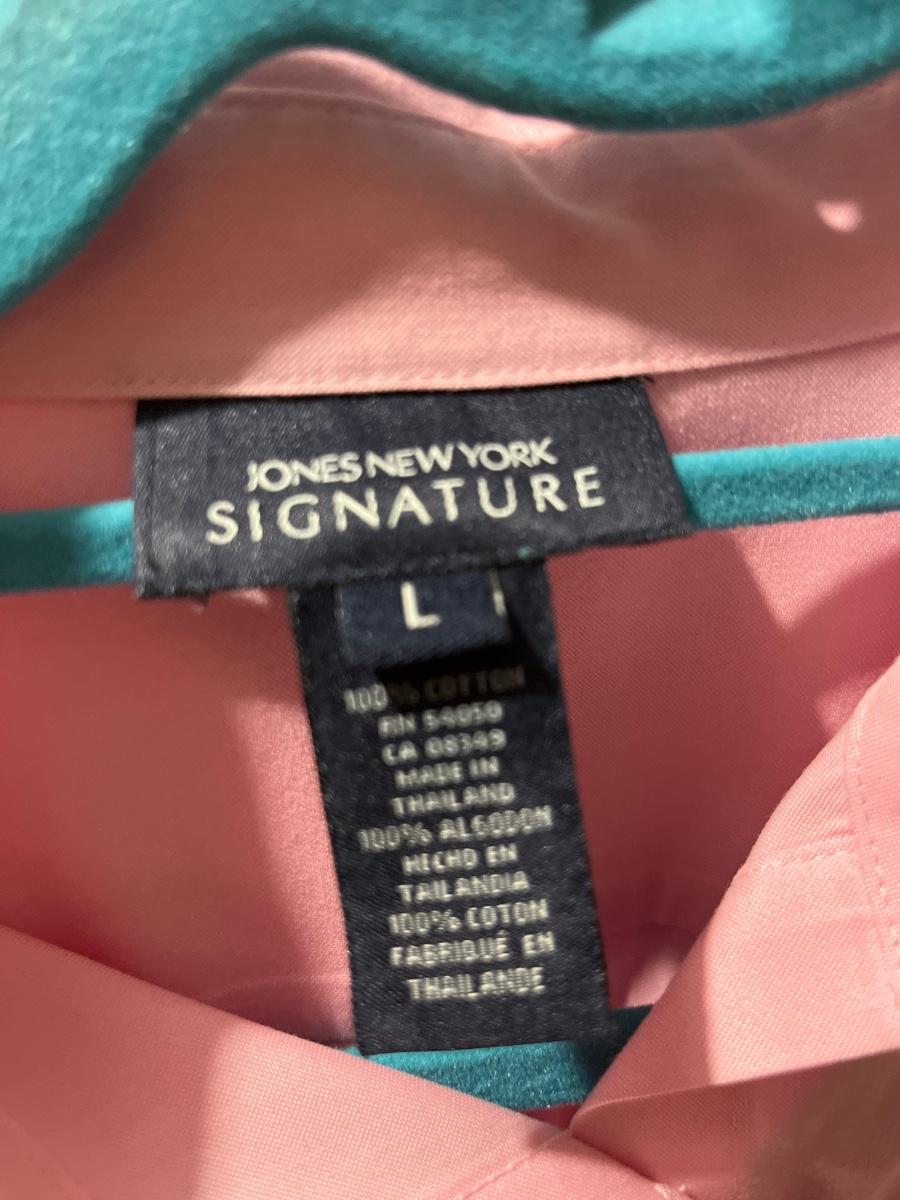 JONES NEW YORK
SIGNATURE
L
100% COTTON
RN 54050
CA 08349
MADE IN
THAILAND
100% ALGODON
HECHO EN
TAILANDIA
100% COTON
FABRIQUÉ EN
THAILANDE